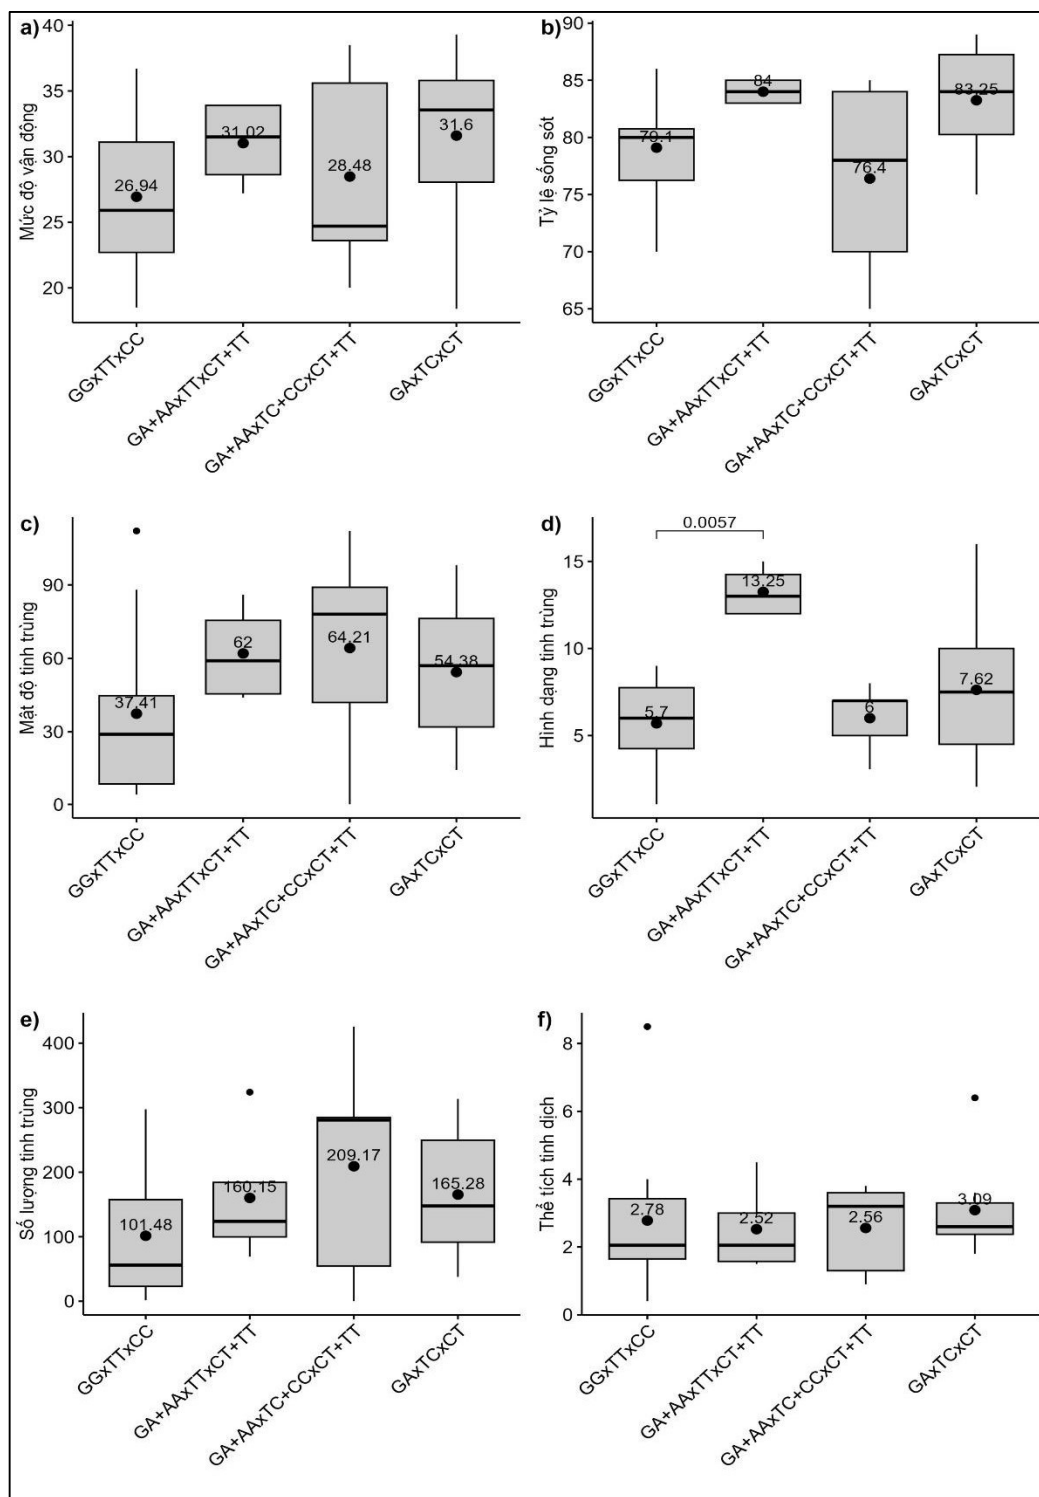 a)
Mức độ vận động
40
35
30
25
20
26.94
31.02
28.48
31.6
GGxTTxCC
GA+AAxTTxCT+TT
GA+AAxTC+CCxCT+TT
GAxTCxCT
b)
Tỷ lệ sống sót
90
85
80
75
70
65
79.1
84
76.4
83.25
GGxTTxCC
GA+AAxTTxCT+TT
GA+AAxTC+CCxCT+TT
GAxTCxCT
c)
Mật độ tinh trùng
90
60
30
0
37.41
62
64.21
54.38
GGxTTxCC
GA+AAxTTxCT+TT
GA+AAxTC+CCxCT+TT
GAxTCxCT
d)
Hình dạng tinh trùng
15
10
5
0.0057
5.7
13.25
6
7.62
GGxTTxCC
GA+AAxTTxCT+TT
GA+AAxTC+CCxCT+TT
GAxTCxCT
e)
Số lượng tinh trùng
400
300
200
100
0
101.48
160.15
209.17
165.28
GGxTTxCC
GA+AAxTTxCT+TT
GA+AAxTC+CCxCT+TT
GAxTCxCT
f)
Thể tích tinh dịch
8
6
4
2
0
2.78
2.52
2.56
3.09
GGxTTxCC
GA+AAxTTxCT+TT
GA+AAxTC+CCxCT+TT
GAxTCxCT